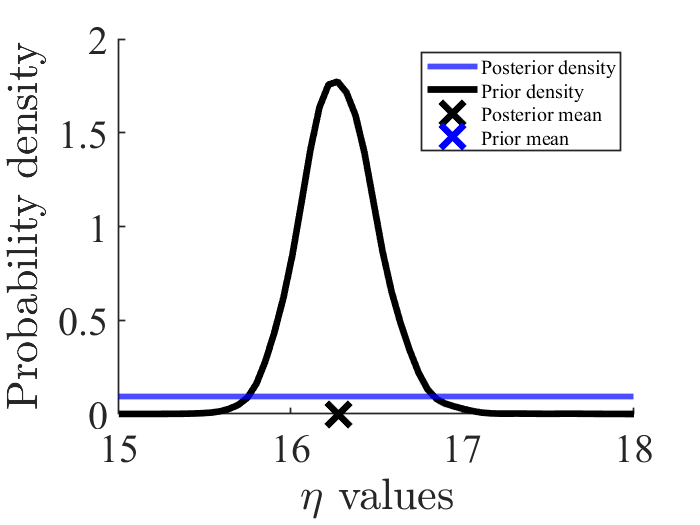 2
1.5
1
0.5
0
Probability density
15 16 17 18
η values
Posterior density
Prior density
Posterior mean
Prior mean